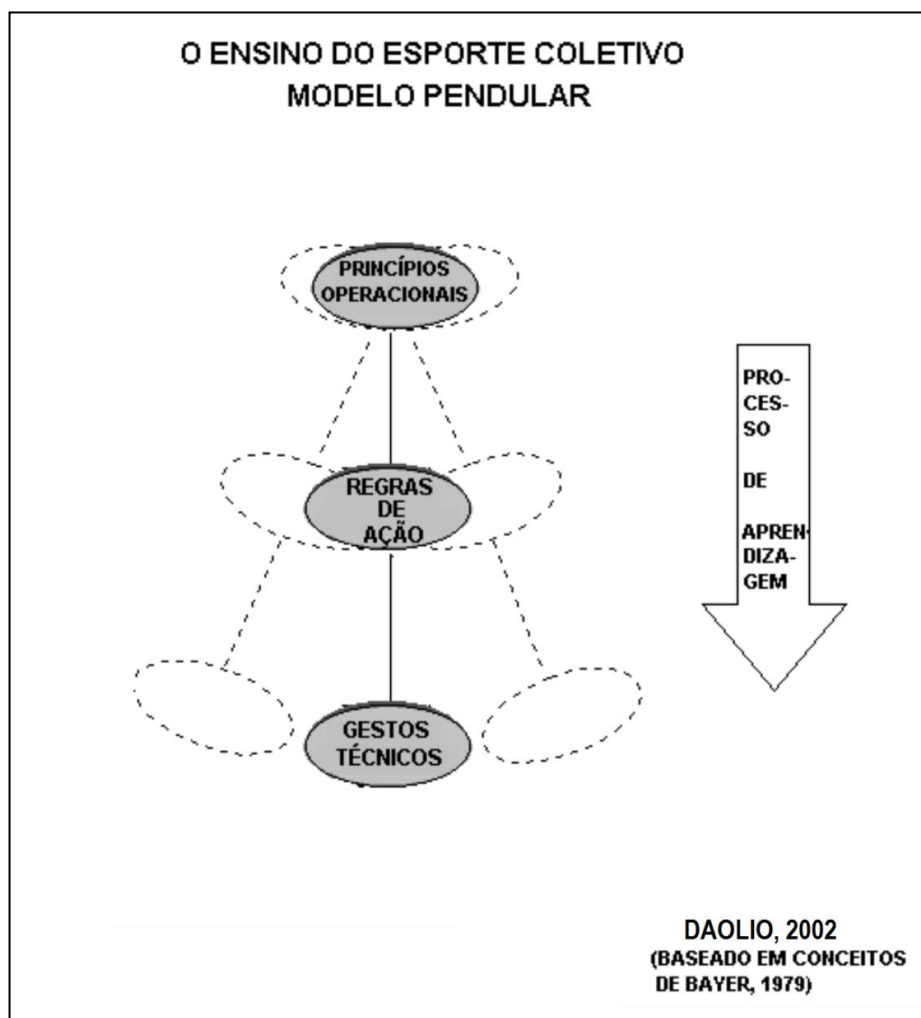 O ENSINO DO ESPORTE COLETIVO
MODELO PENDULAR
PRINCÍPIOS
OPERACIONAIS
REGRAS
DE
AÇÃO
GESTOS
TÉCNICOS
PRO-
CES-
SO
DE
APREN-
DIZA-
GEM
DAOLIO, 2002
(BASEADO EM CONCEITOS
DE BAYER, 1979)